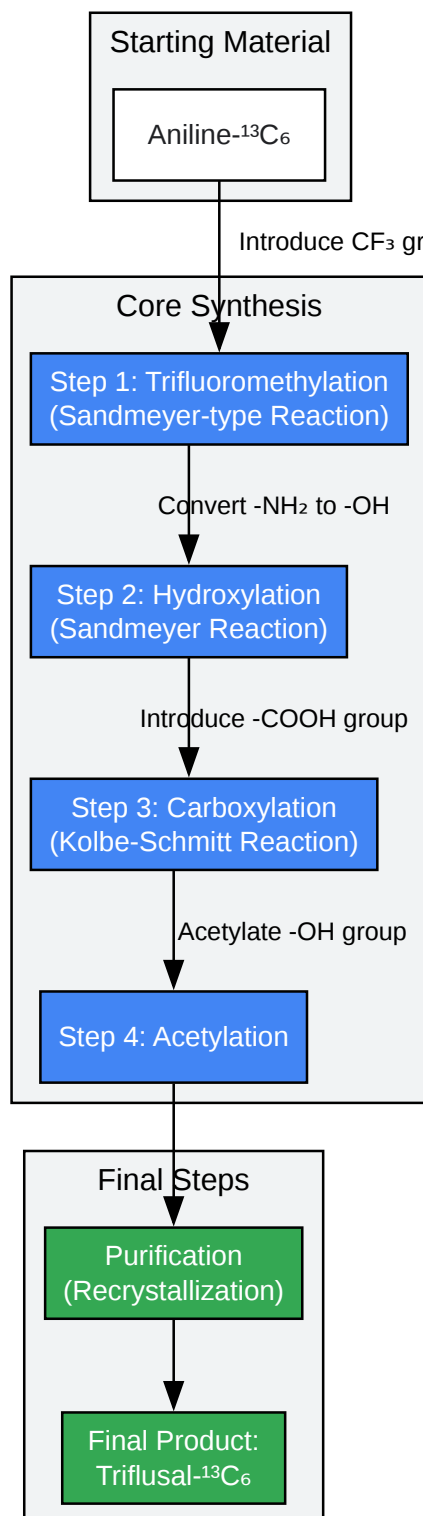 Starting Material
Aniline-¹³C₆
Introduce CF₃ gr
Core Synthesis
Step 1: Trifluoromethylation
(Sandmeyer-type Reaction)
Convert -NH₂ to -OH
Step 2: Hydroxylation
(Sandmeyer Reaction)
Introduce -COOH group
Step 3: Carboxylation
(Kolbe-Schmitt Reaction)
Acetylate -OH group
Step 4: Acetylation
Final Steps
Purification
(Recrystallization)
Final Product:
Triflusal-¹³C₆